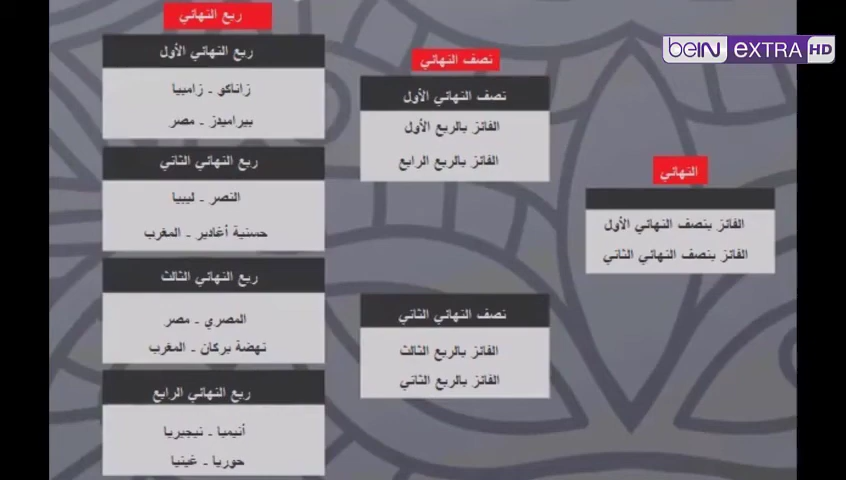 beIN EXTRA HD
ربع النهائي
ربع النهائي الأول
زاناكو - زامبيا
بيراميدز - مصر
ربع النهائي الثاني
النصر - ليبيا
حسنية أغادير - المغرب
ربع النهائي الثالث
المصري - مصر
نهضة بركان - المغرب
ربع النهائي الرابع
أنيمبا - نيجيريا
حوريا - غينيا
نصف النهائي
نصف النهائي الأول
الفائز بالربع الأول
الفائز بالربع الرابع
نصف النهائي الثاني
الفائز بالربع الثالث
الفائز بالربع الثاني
النهائي
الفائز بنصف النهائي الأول
الفائز بنصف النهائي الثاني